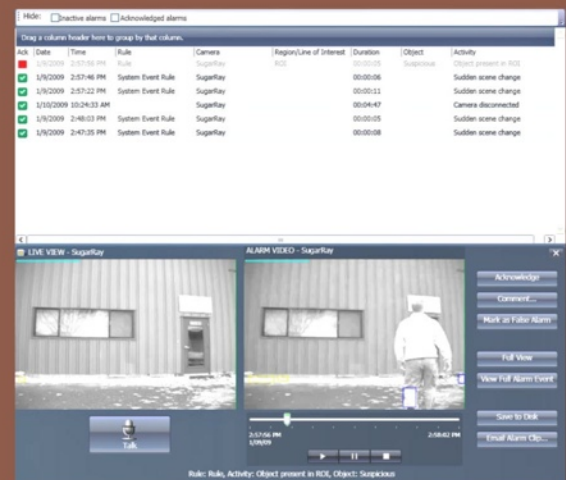 Hide: Inactive alarms Acknowledged alarms
Drag a column header here to group by that column.
Ack Date Time Rule Camera Region/Line of Interest Duration Object Activity
1/9/2009 2:57:56 PM Rule SugarRay ROI 00:00:05 Suspicious Object present in ROI
1/9/2009 2:57:46 PM System Event Rule SugarRay 00:00:06 Sudden scene change
1/9/2009 2:57:22 PM System Event Rule SugarRay 00:00:11 Sudden scene change
1/10/2009 10:24:33 AM SugarRay 00:04:47 Camera disconnected
1/9/2009 2:48:03 PM System Event Rule SugarRay 00:00:05 Sudden scene change
1/9/2009 2:47:35 PM System Event Rule SugarRay 00:00:08 Sudden scene change
LIVE VIEW - SugarRay ALARM VIDEO - SugarRay
Acknowledge
Comment...
Mark as False Alarm
Full View
View Full Alarm Event
Save to Disk
Email Alarm Clip...
Talk
2:57:56 PM 2:58:02 PM
1/09/09
Rule: Rule, Activity: Object present in ROI, Object: Suspicious